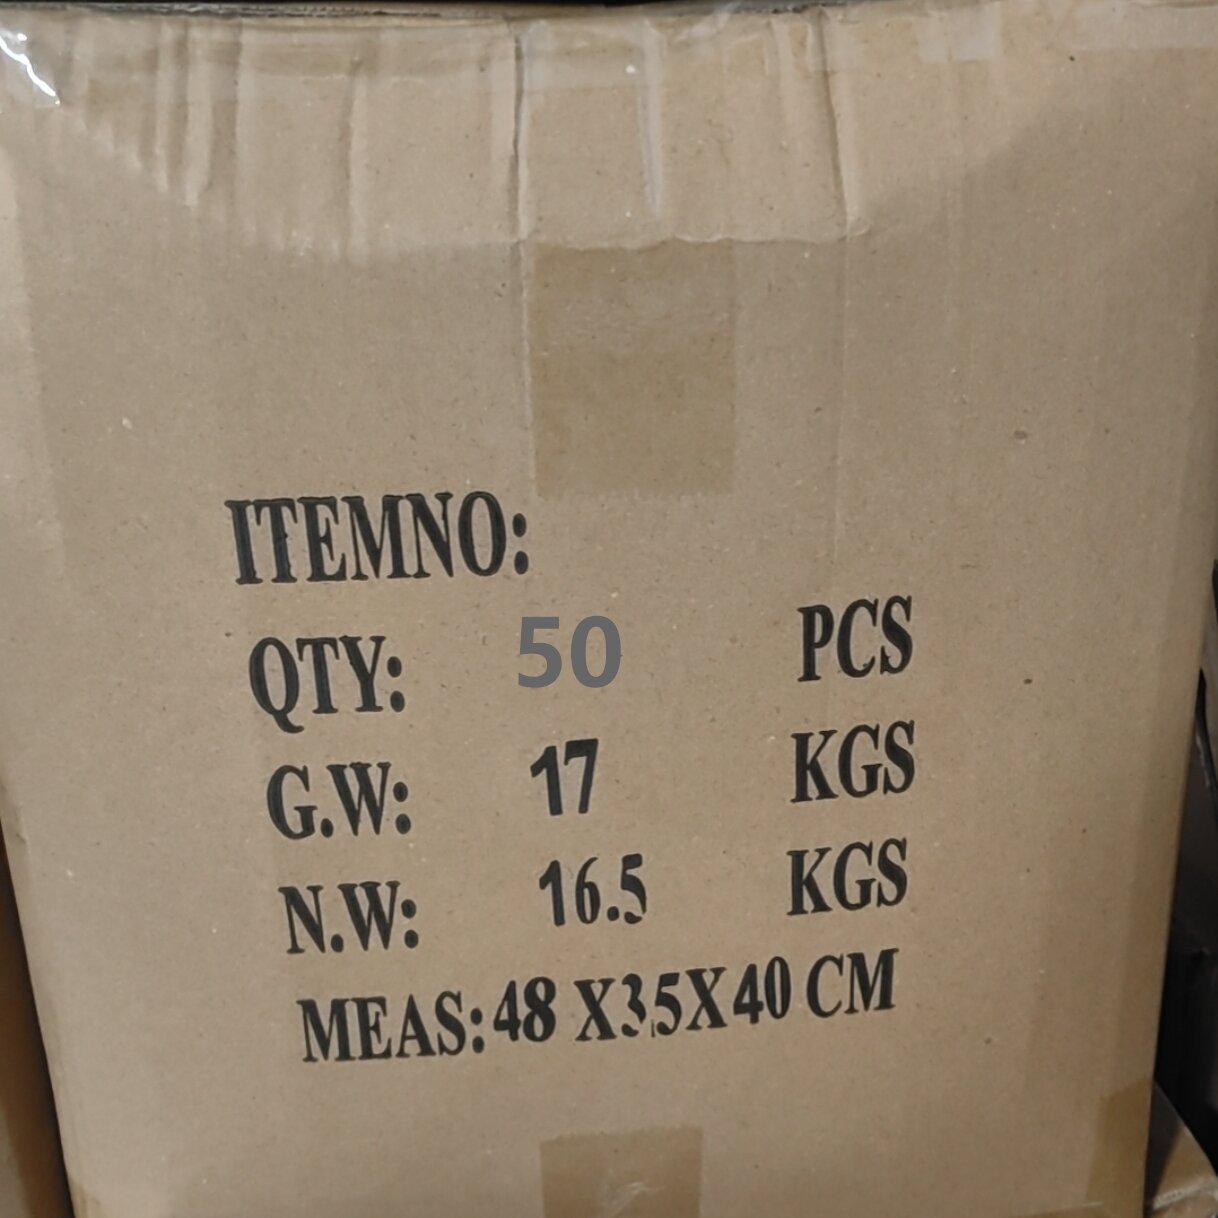 ITEMNO:
QTY: 50 PCS
G.W: 17 KGS
N.W: 16.5 KGS
MEAS: 48 X35X40 CM